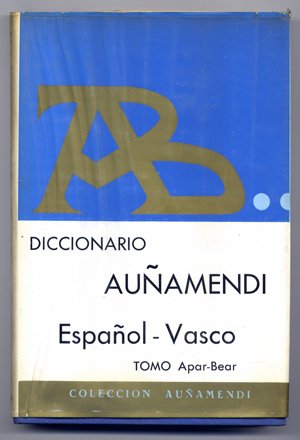 AB..
DICCIONARIO
AUÑAMENDI
Español - Vasco
TOMO Apar-Bear
COLECCION AUÑAMENDI